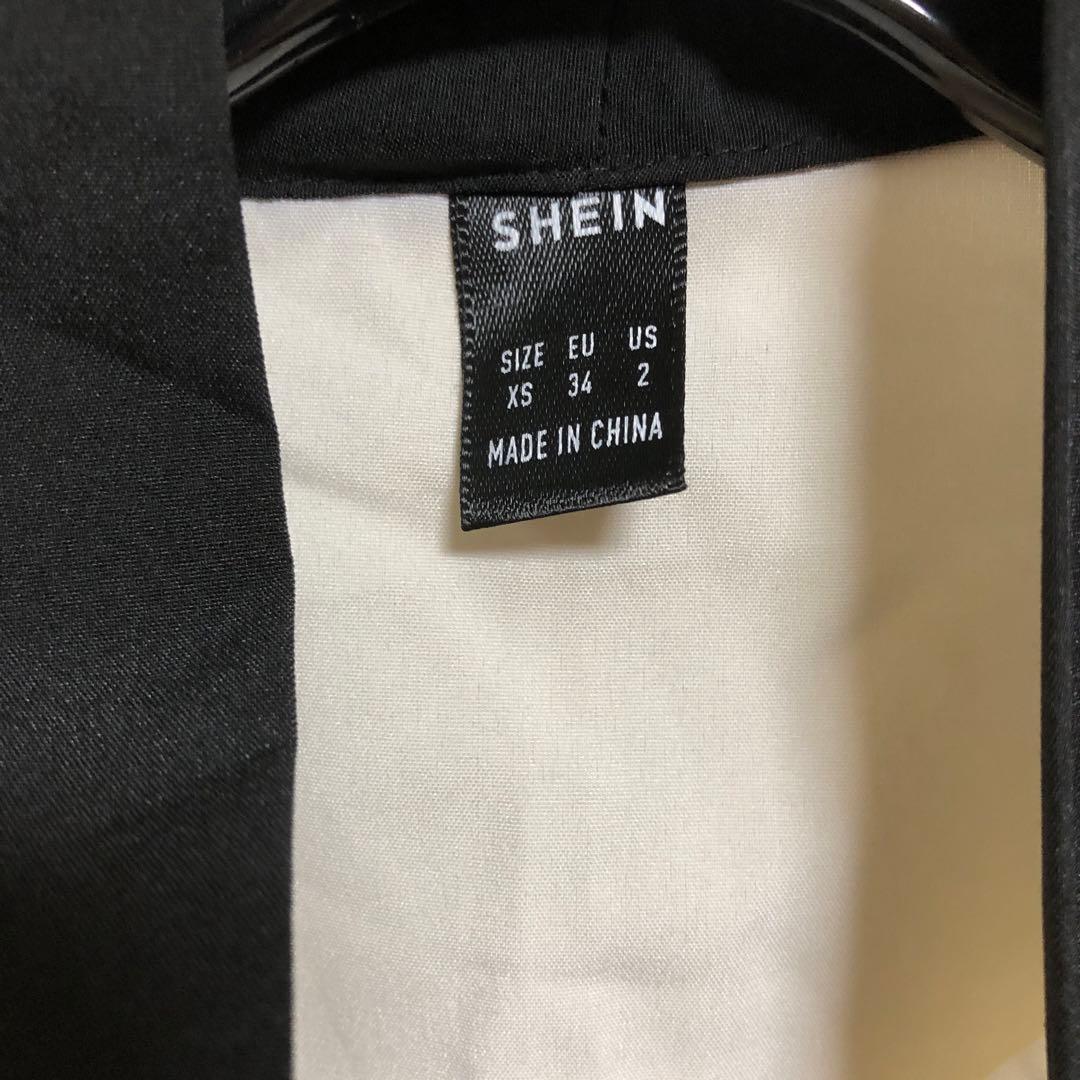 SHEIN
SIZE EU US
XS 34 2
MADE IN CHINA